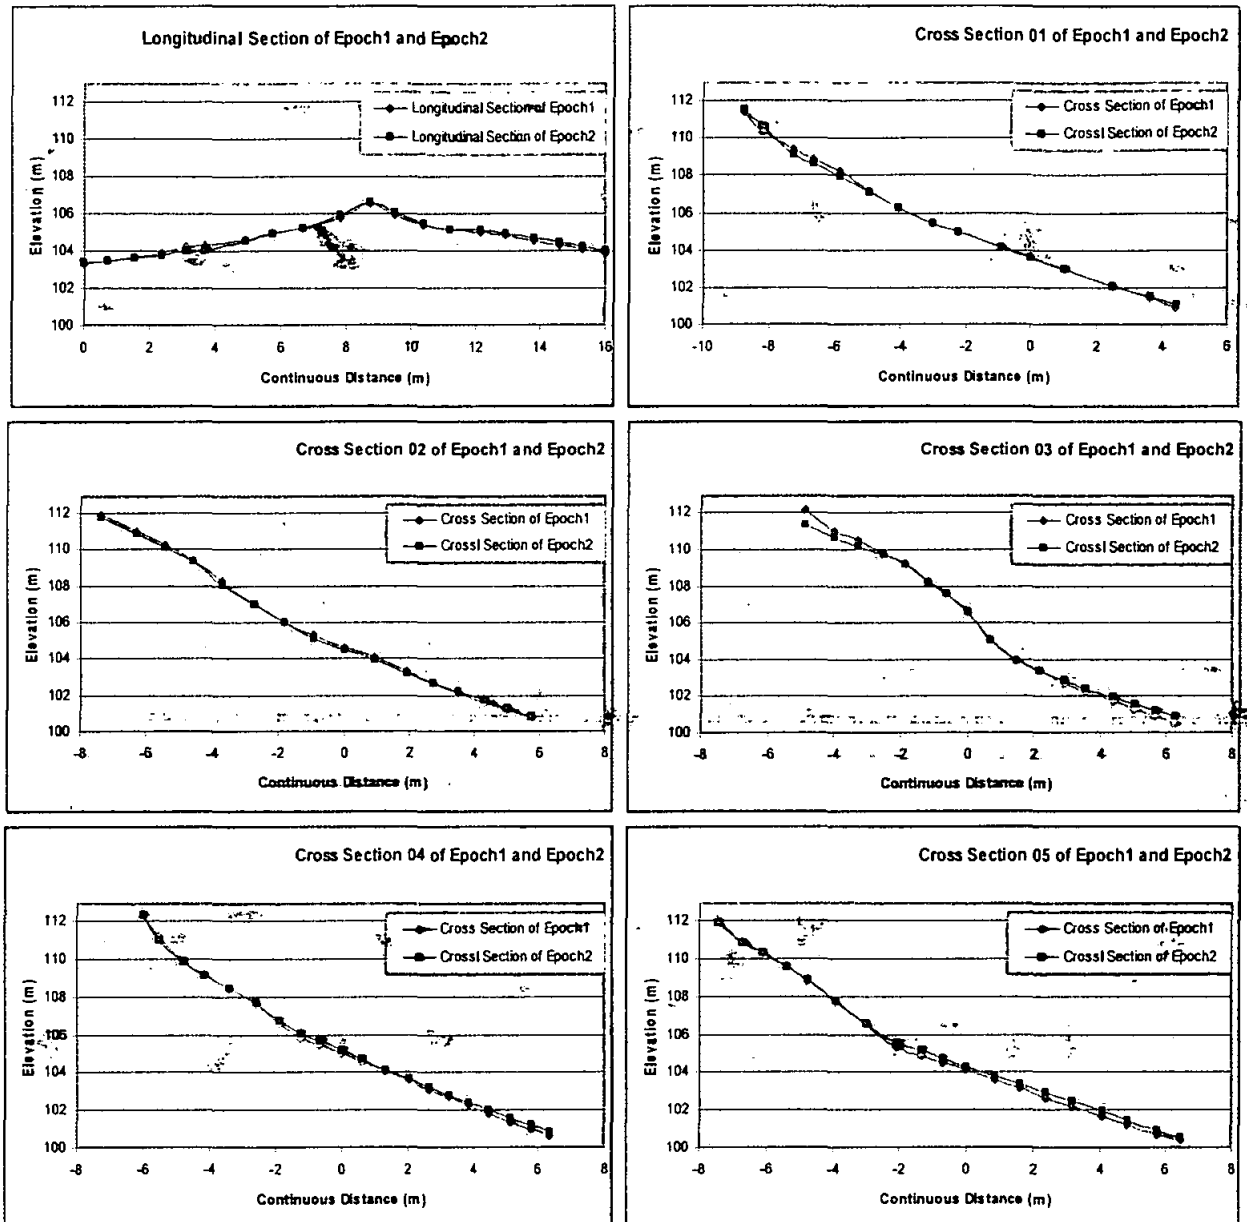 Longitudinal Section of Epoch1 and Epoch2
Longitudinal Section of Epoch1
Longitudinal Section of Epoch2
Elevation (m)
112
110
108
106
104
102
100
0 2 4 6 8 10 12 14 16
Continuous Distance (m)
Cross Section 01 of Epoch1 and Epoch2
Cross Section of Epoch1
Crossl Section of Epoch2
Elevation (m)
112
110
108
106
104
102
100
-10 -8 -6 -4 -2 0 2 4 6
Continuous Distance (m)
Cross Section 02 of Epoch1 and Epoch2
Cross Section of Epoch1
Crossl Section of Epoch2
Elevation (m)
112
110
108
106
104
102
100
-8 -6 -4 -2 0 2 4 6 8
Continuous Distance (m)
Cross Section 03 of Epoch1 and Epoch2
Cross Section of Epoch1
Crossl Section of Epoch2
Elevation (m)
112
110
108
106
104
102
100
-8 -6 -4 -2 0 2 4 6 8
Continuous Distance (m)
Cross Section 04 of Epoch1 and Epoch2
Cross Section of Epoch1
Crossl Section of Epoch2
Elevation (m)
112
110
108
106
104
102
100
-8 -6 -4 -2 0 2 4 6 8
Continuous Distance (m)
Cross Section 05 of Epoch1 and Epoch2
Cross Section of Epoch1
Crossl Section of Epoch2
Elevation (m)
112
110
108
106
104
102
100
-8 -6 -4 -2 0 2 4 6 8
Continuous Distance (m)